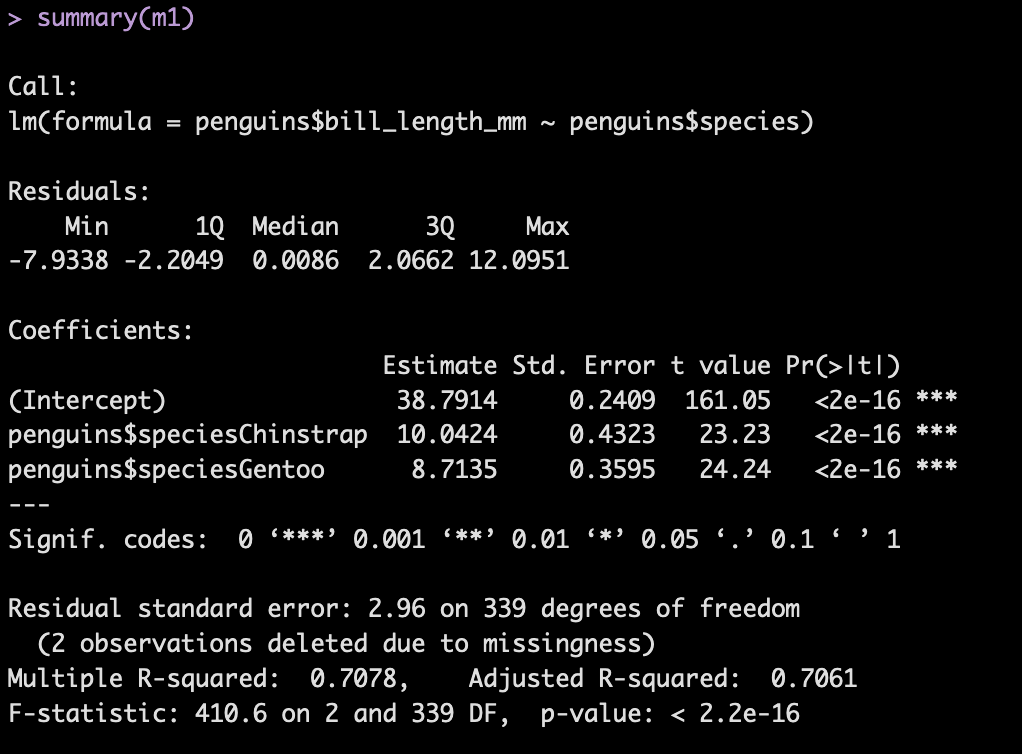 > summary(m1)
Call:
lm(formula = penguins$bill_length_mm ~ penguins$species)
Residuals:
    Min      1Q  Median      3Q     Max
-7.9338 -2.2049  0.0086  2.0662 12.0951
Coefficients:
                          Estimate Std. Error t value Pr(>|t|)
(Intercept)                38.7914     0.2409  161.05   <2e-16 ***
penguins$speciesChinstrap  10.0424     0.4323   23.23   <2e-16 ***
penguins$speciesGentoo      8.7135     0.3595   24.24   <2e-16 ***
---
Signif. codes:  0 ‘***’ 0.001 ‘**’ 0.01 ‘*’ 0.05 ‘.’ 0.1 ‘ ’ 1
Residual standard error: 2.96 on 339 degrees of freedom
  (2 observations deleted due to missingness)
Multiple R-squared:  0.7078,	Adjusted R-squared:  0.7061
F-statistic: 410.6 on 2 and 339 DF,  p-value: < 2.2e-16